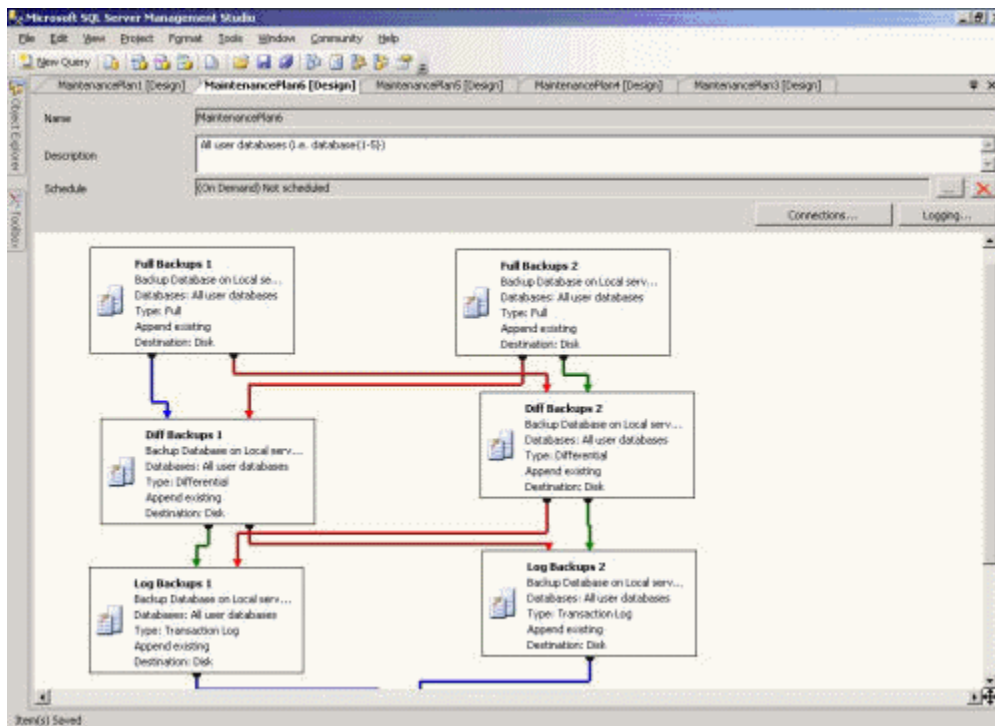 Microsoft SQL Server Management Studio
File Edit View Project Format Tools Window Community Help
New Query
MaintenancePlan1 [Design] MaintenancePlan6 [Design] MaintenancePlan5 [Design] MaintenancePlan4 [Design] MaintenancePlan3 [Design]
Object Explorer
Toolbox
Name MaintenancePlan6
Description All user databases (i.e. database{1-5})
Schedule (On Demand) Not scheduled ...
Connections... Logging...
Full Backups 1
Backup Database on Local se...
Databases: All user databases
Type: Full
Append existing
Destination: Disk
Full Backups 2
Backup Database on Local serv...
Databases: All user databases
Type: Full
Append existing
Destination: Disk
Diff Backups 1
Backup Database on Local serv...
Databases: All user databases
Type: Differential
Append existing
Destination: Disk
Diff Backups 2
Backup Database on Local serv...
Databases: All user databases
Type: Differential
Append existing
Destination: Disk
Log Backups 1
Backup Database on Local serv...
Databases: All user databases
Type: Transaction Log
Append existing
Destination: Disk
Log Backups 2
Backup Database on Local serv...
Databases: All user databases
Type: Transaction Log
Append existing
Destination: Disk
Item(s) Saved